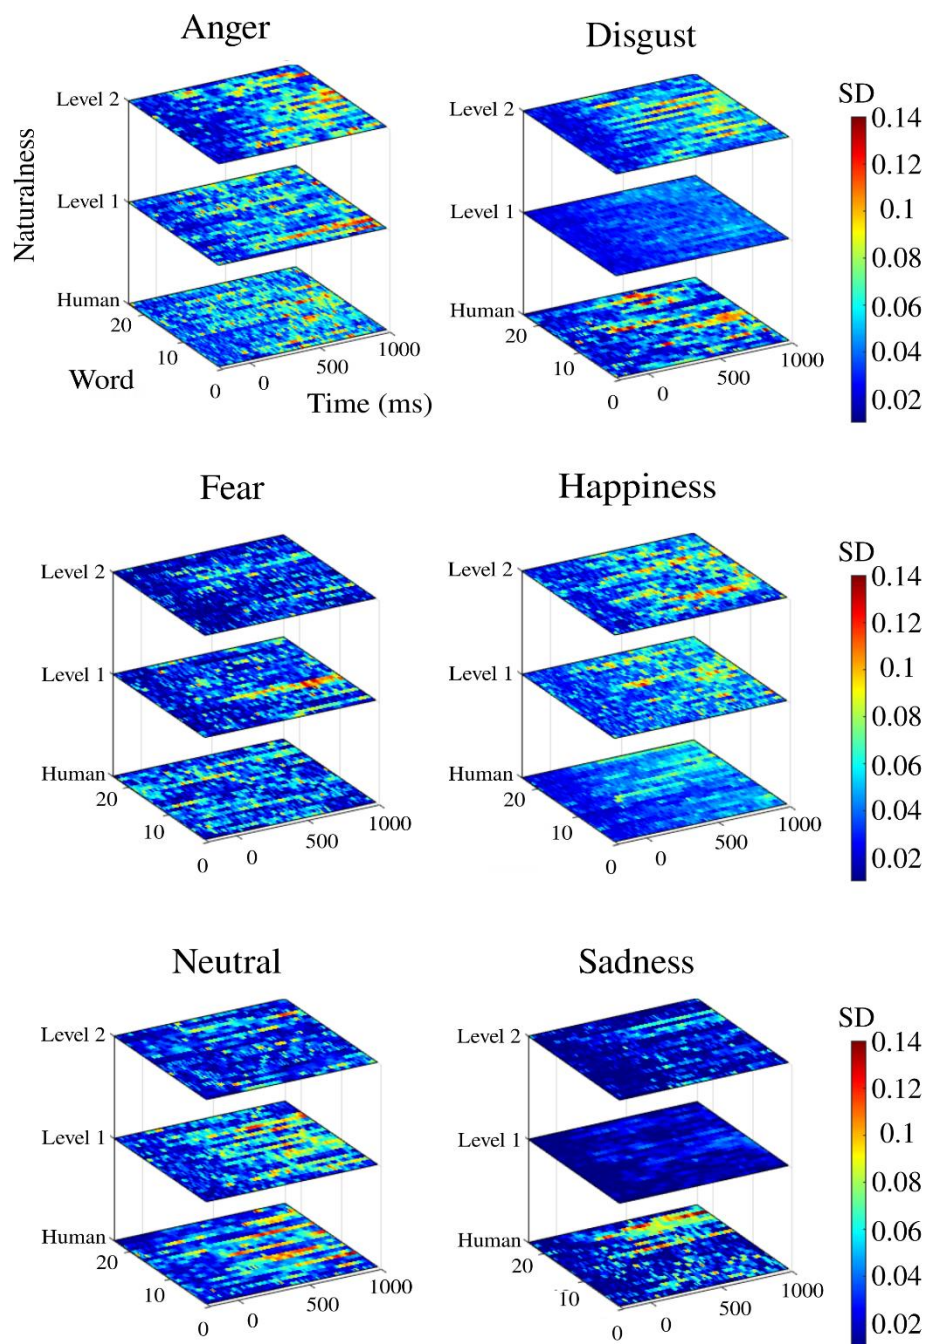 Anger
Disgust
Naturalness
Level 2
Level 1
Human
20
10
0
Word
0
500
1000
Time (ms)
Level 2
Level 1
Human
20
10
0
0
500
1000
SD
0.14
0.12
0.1
0.08
0.06
0.04
0.02
Fear
Happiness
Level 2
Level 1
Human
20
10
0
0
500
1000
Level 2
Level 1
Human
20
10
0
0
500
1000
SD
0.14
0.12
0.1
0.08
0.06
0.04
0.02
Neutral
Sadness
Level 2
Level 1
Human
20
10
0
0
500
1000
Level 2
Level 1
Human
20
10
0
0
500
1000
SD
0.14
0.12
0.1
0.08
0.06
0.04
0.02